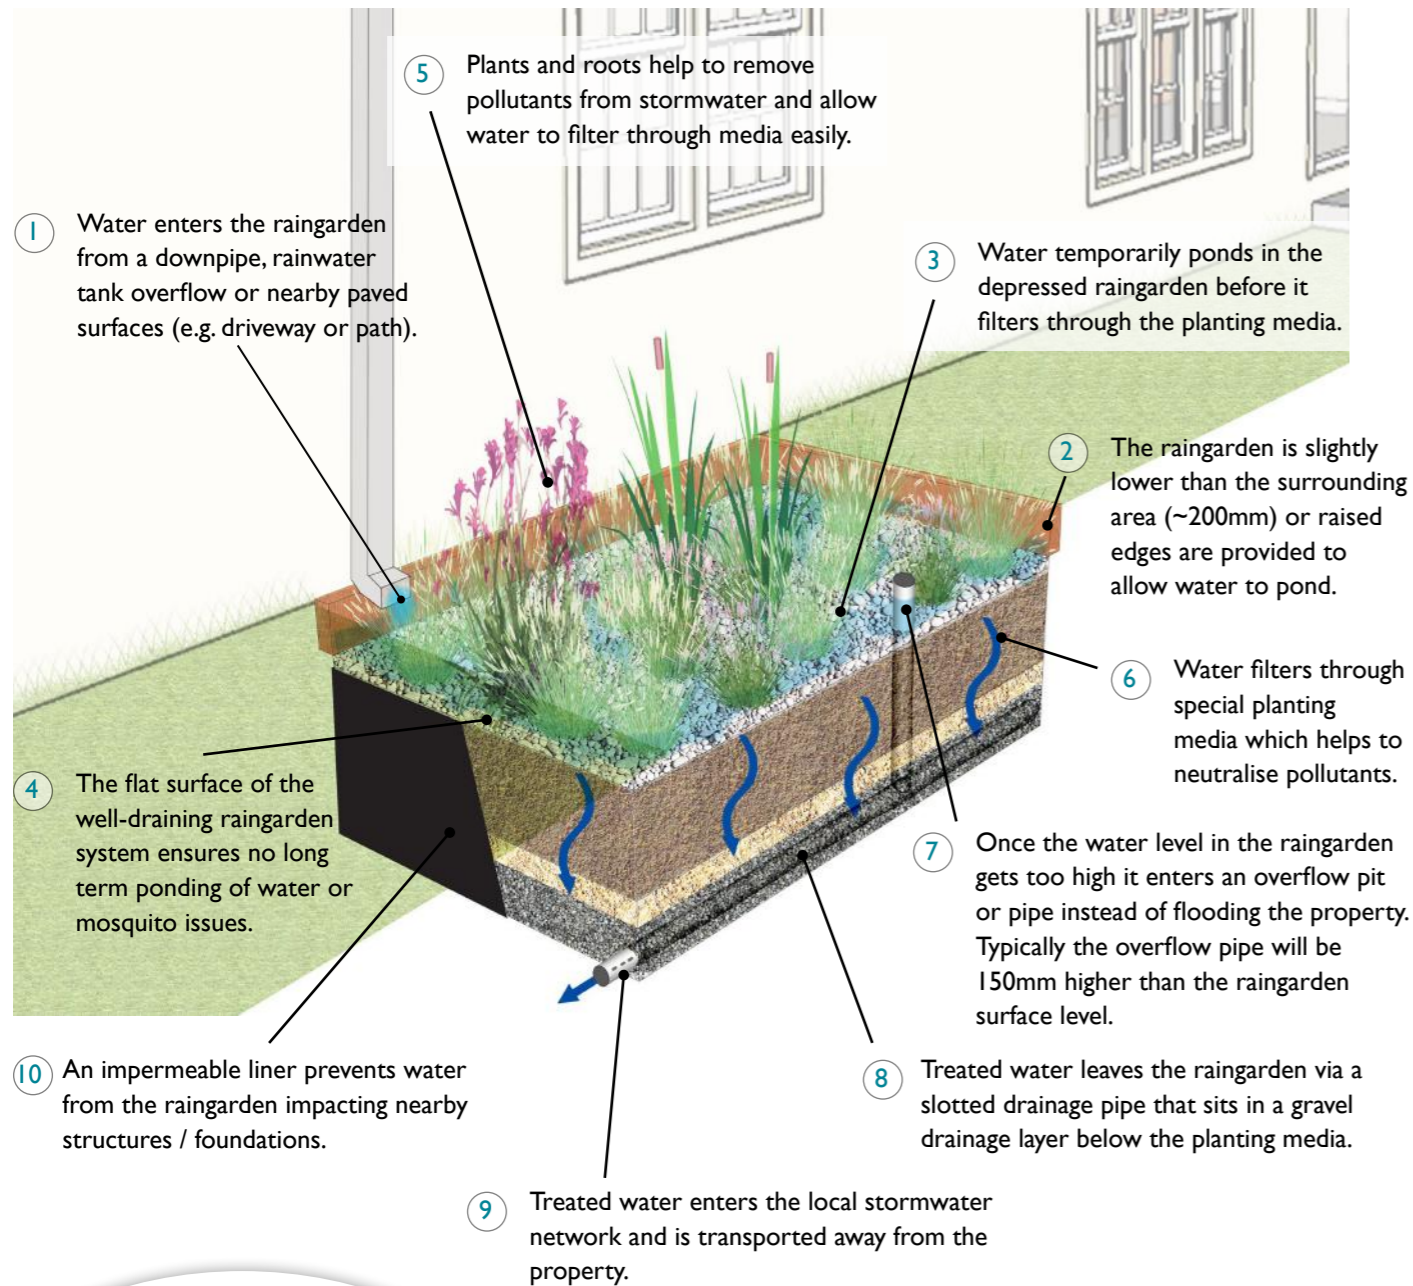 1
Water enters the raingarden
from a downpipe, rainwater
tank overflow or nearby paved
surfaces (e.g. driveway or path).
2
The raingarden is slightly
lower than the surrounding
area (~200mm) or raised
edges are provided to
allow water to pond.
3
Water temporarily ponds in the
depressed raingarden before it
filters through the planting media.
4
The flat surface of the
well-draining raingarden
system ensures no long
term ponding of water or
mosquito issues.
5
Plants and roots help to remove
pollutants from stormwater and allow
water to filter through media easily.
6
Water filters through
special planting
media which helps to
neutralise pollutants.
7
Once the water level in the raingarden
gets too high it enters an overflow pit
or pipe instead of flooding the property.
Typically the overflow pipe will be
150mm higher than the raingarden
surface level.
8
Treated water leaves the raingarden via a
slotted drainage pipe that sits in a gravel
drainage layer below the planting media.
9
Treated water enters the local stormwater
network and is transported away from the
property.
10
An impermeable liner prevents water
from the raingarden impacting nearby
structures / foundations.